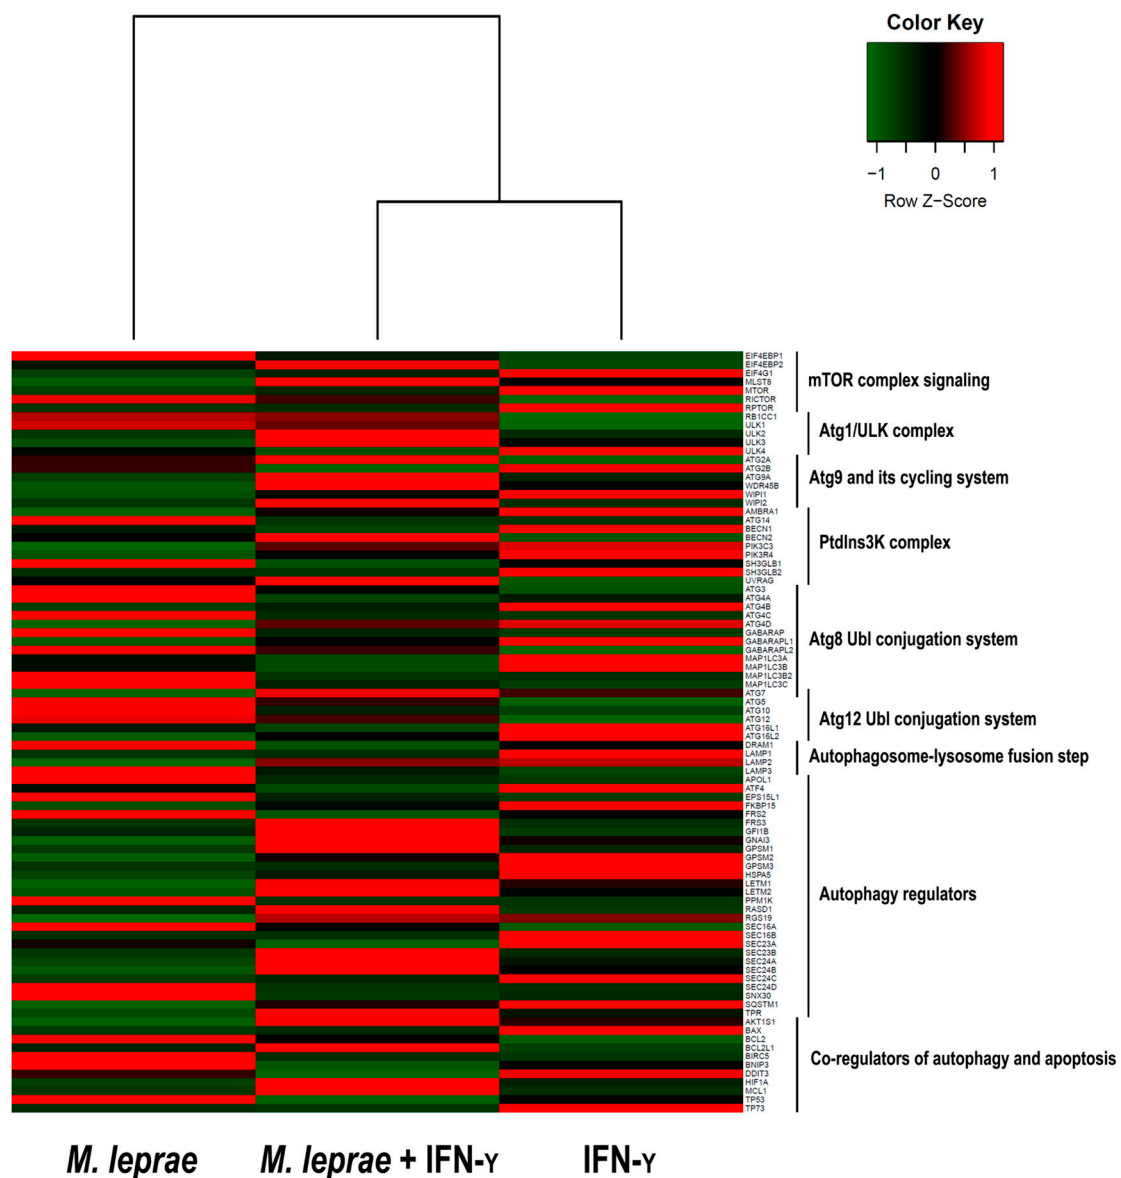 Color Key
−1 0 1
Row Z−Score
EIF4EBP1
EIF4EBP2
EIF4G1
MLST8
MTOR
RICTOR
RPTOR
mTOR complex signaling
RB1CC1
ULK1
ULK2
ULK3
ULK4
Atg1/ULK complex
ATG2A
ATG2B
ATG9A
WDR45B
WIPI1
WIPI2
Atg9 and its cycling system
AMBRA1
ATG14
BECN1
BECN2
PIK3C3
PIK3R4
SH3GLB1
SH3GLB2
UVRAG
PtdIns3K complex
ATG3
ATG4A
ATG4B
ATG4C
ATG4D
GABARAP
GABARAPL1
GABARAPL2
MAP1LC3A
MAP1LC3B
MAP1LC3B2
MAP1LC3C
Atg8 Ubl conjugation system
ATG7
ATG5
ATG10
ATG12
ATG16L1
ATG16L2
Atg12 Ubl conjugation system
DRAM1
LAMP1
LAMP2
LAMP3
Autophagosome-lysosome fusion step
APOL1
ATF4
EPS15L1
FKBP15
FRS2
FRS3
GFI1B
GNAI3
GPSM1
GPSM2
GPSM3
HSPA5
LETM1
LETM2
PPM1K
RASD1
RGS19
SEC16A
SEC16B
SEC23A
SEC23B
SEC24A
SEC24B
SEC24C
SEC24D
SNX30
SQSTM1
TPR
Autophagy regulators
AKT1S1
BAX
BCL2
BCL2L1
BIRC5
BNIP3
DDIT3
HIF1A
MCL1
TP53
TP73
Co-regulators of autophagy and apoptosis
M. leprae M. leprae + IFN-γ IFN-γ